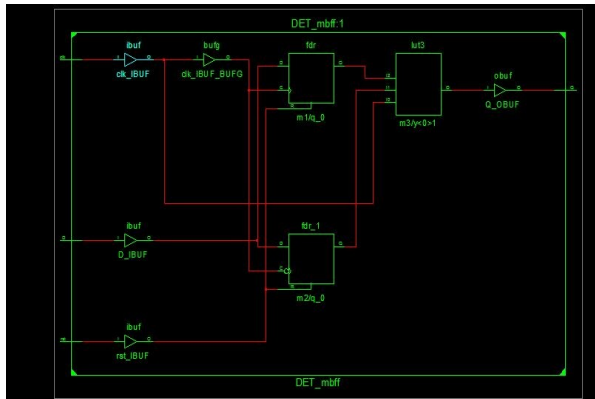 DET_mbff:1
ibuf
clk_IBUF
bufg
clk_IBUF_BUFG
fdr
m1/q_0
lut3
m3/y<0>1
obuf
Q_OBUF
ibuf
D_IBUF
fdr_1
m2/q_0
ibuf
rst_IBUF
DET_mbff